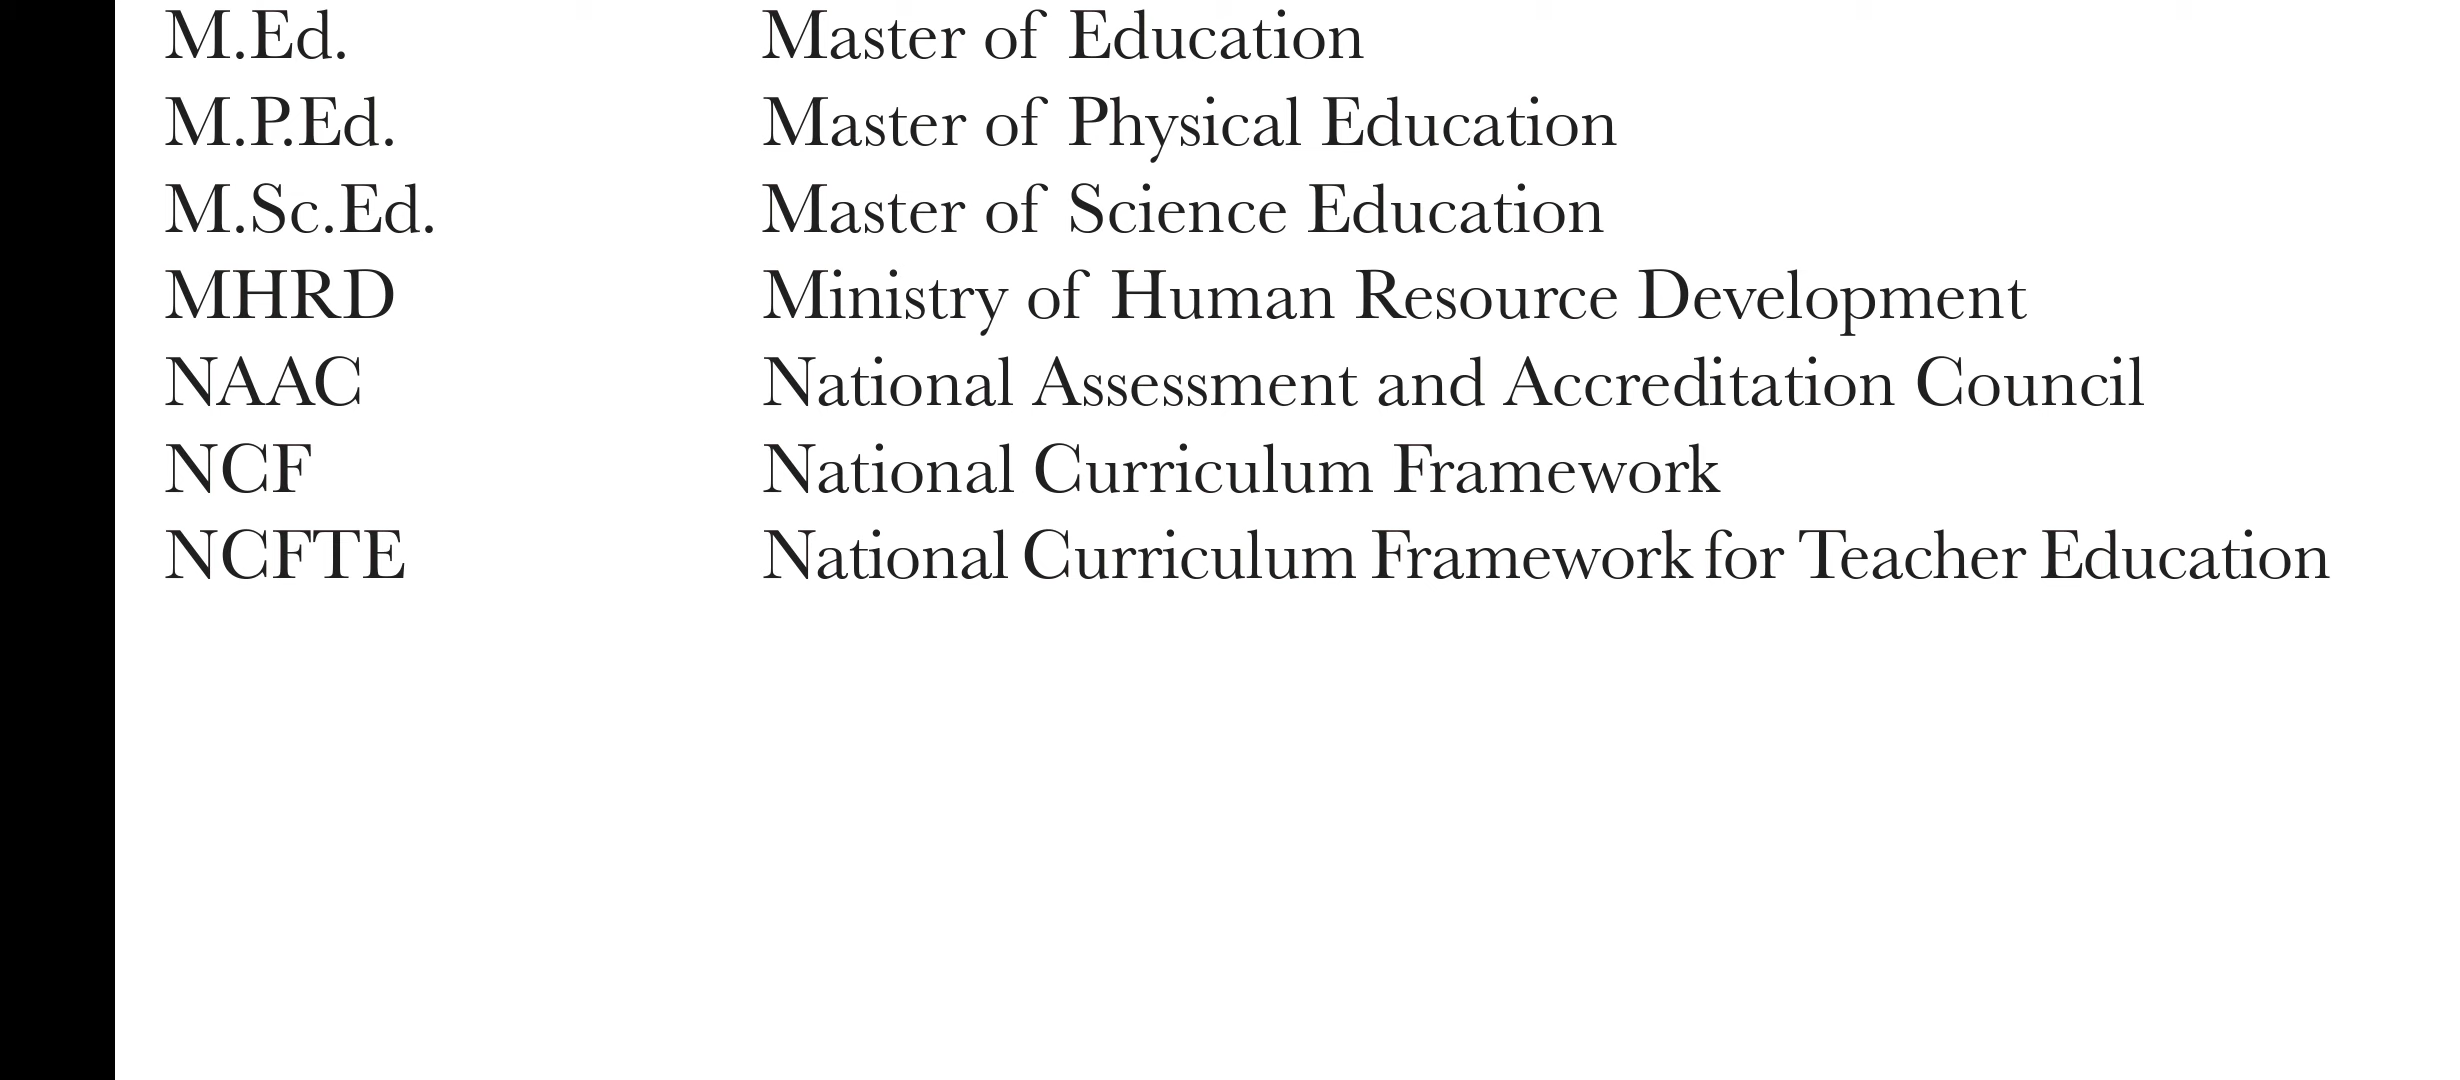 M.Ed. Master of Education
M.P.Ed. Master of Physical Education
M.Sc.Ed. Master of Science Education
MHRD Ministry of Human Resource Development
NAAC National Assessment and Accreditation Council
NCF National Curriculum Framework
NCFTE National Curriculum Framework for Teacher Education